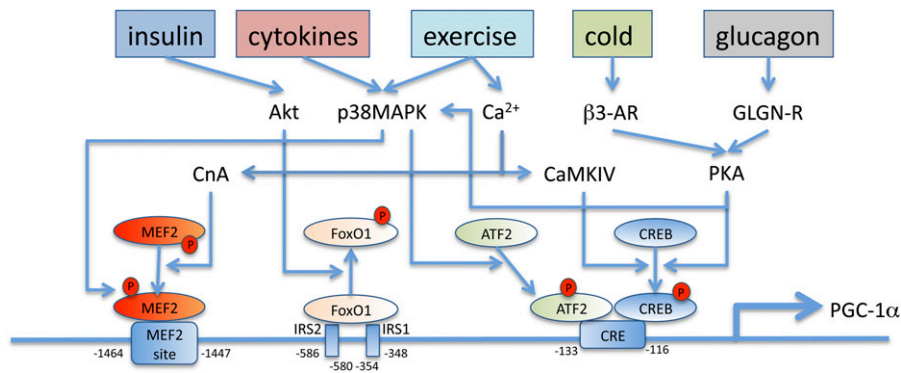 insulin
cytokines
exercise
cold
glucagon
Akt
p38MAPK
Ca2+
β3-AR
GLGN-R
CnA
CaMKIV
PKA
MEF2
P
FoxO1
P
ATF2
CREB
P
MEF2
FoxO1
P
ATF2
P
CREB
PGC-1α
MEF2
site
IRS2
IRS1
CRE
-1464
-1447
-586
-580
-354
-348
-133
-116